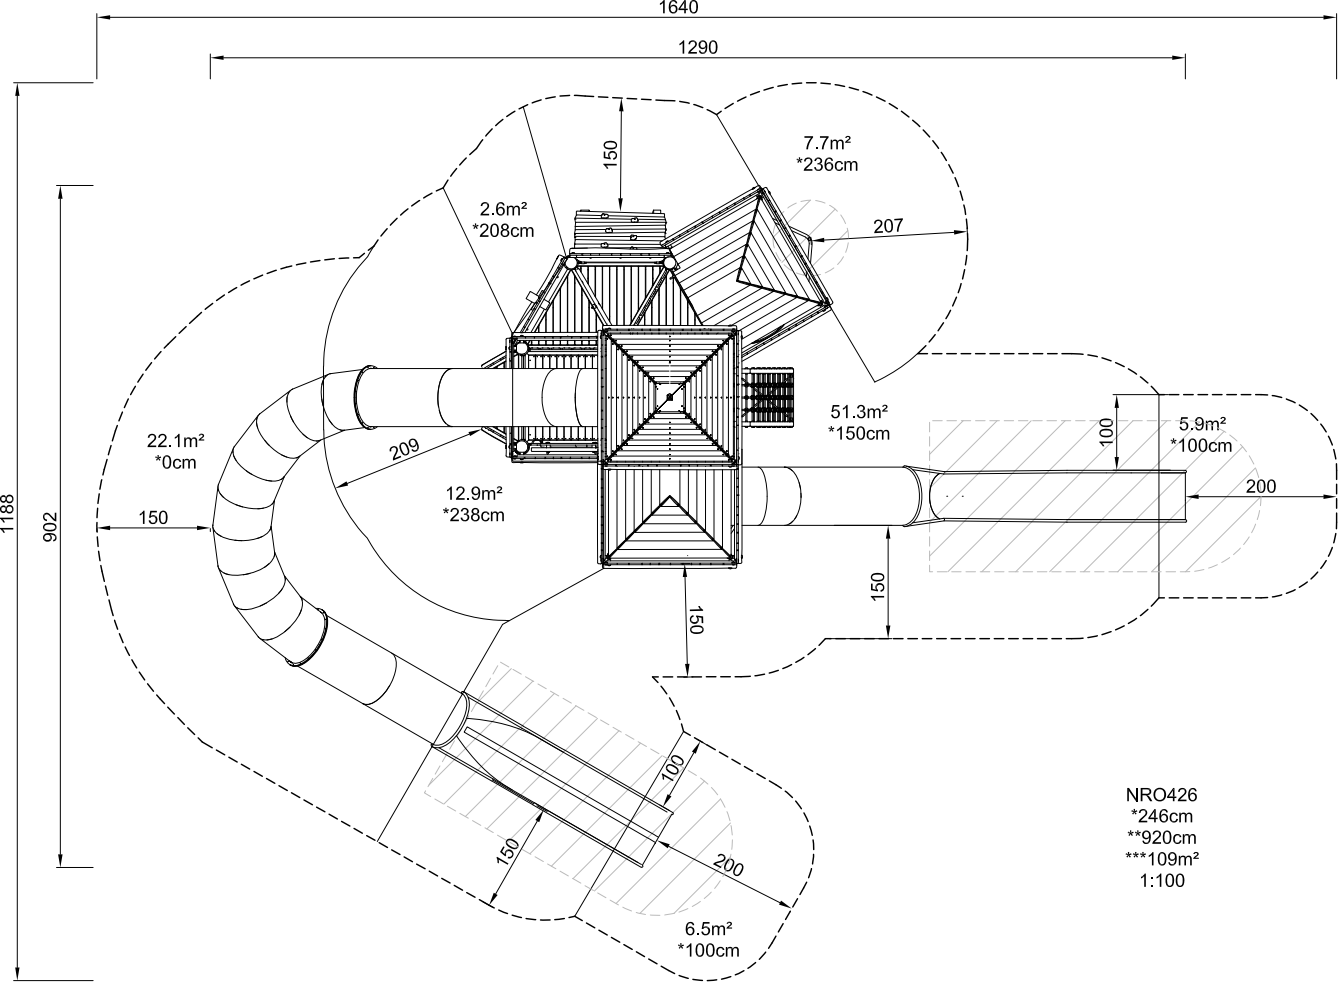 1640
1290
7.7m²
*236cm
150
2.6m²
*208cm
207
51.3m²
*150cm
5.9m²
*100cm
100
22.1m²
*0cm
209
12.9m²
*238cm
200
1188
902
150
150
150
100
NRO426
*246cm
**920cm
***109m²
1:100
150
200
6.5m²
*100cm